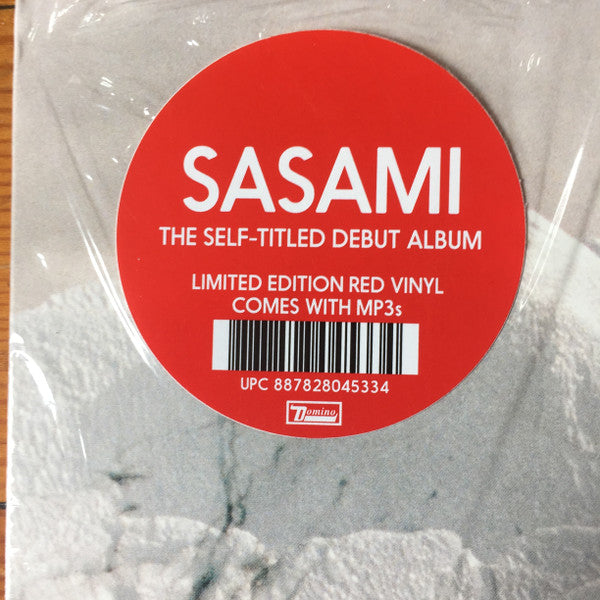 SASAMI
THE SELF-TITLED DEBUT ALBUM
LIMITED EDITION RED VINYL
COMES WITH MP3s
UPC 887828045334
Domino